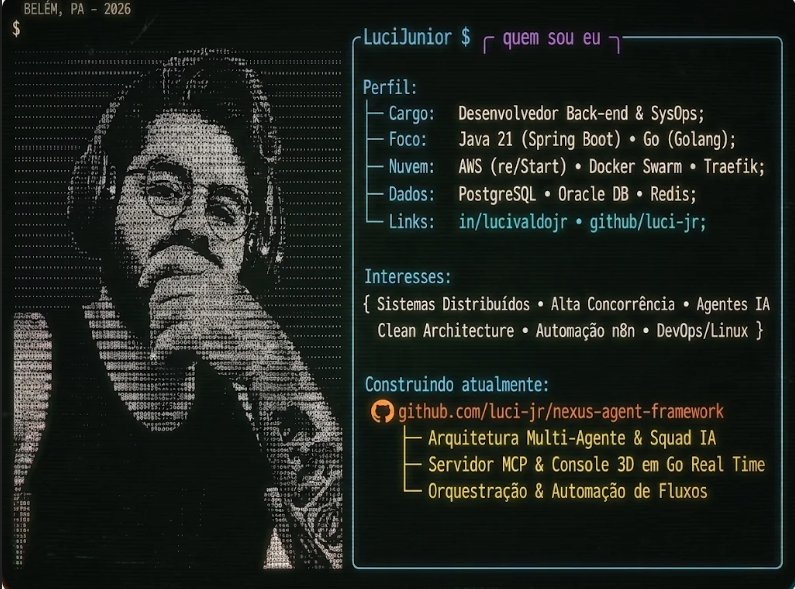 BELÉM, PA - 2026
$
LuciJunior $ quem sou eu
Perfil:
Cargo: Desenvolvedor Back-end & SysOps;
Foco: Java 21 (Spring Boot) • Go (Golang);
Nuvem: AWS (re/Start) • Docker Swarm • Traefik;
Dados: PostgreSQL • Oracle DB • Redis;
Links: in/lucivaldojr • github/luci-jr;
Interesses:
{ Sistemas Distribuídos • Alta Concorrência • Agentes IA
Clean Architecture • Automação n8n • DevOps/Linux }
Construindo atualmente:
github.com/luci-jr/nexus-agent-framework
Arquitetura Multi-Agente & Squad IA
Servidor MCP & Console 3D em Go Real Time
Orquestração & Automação de Fluxos